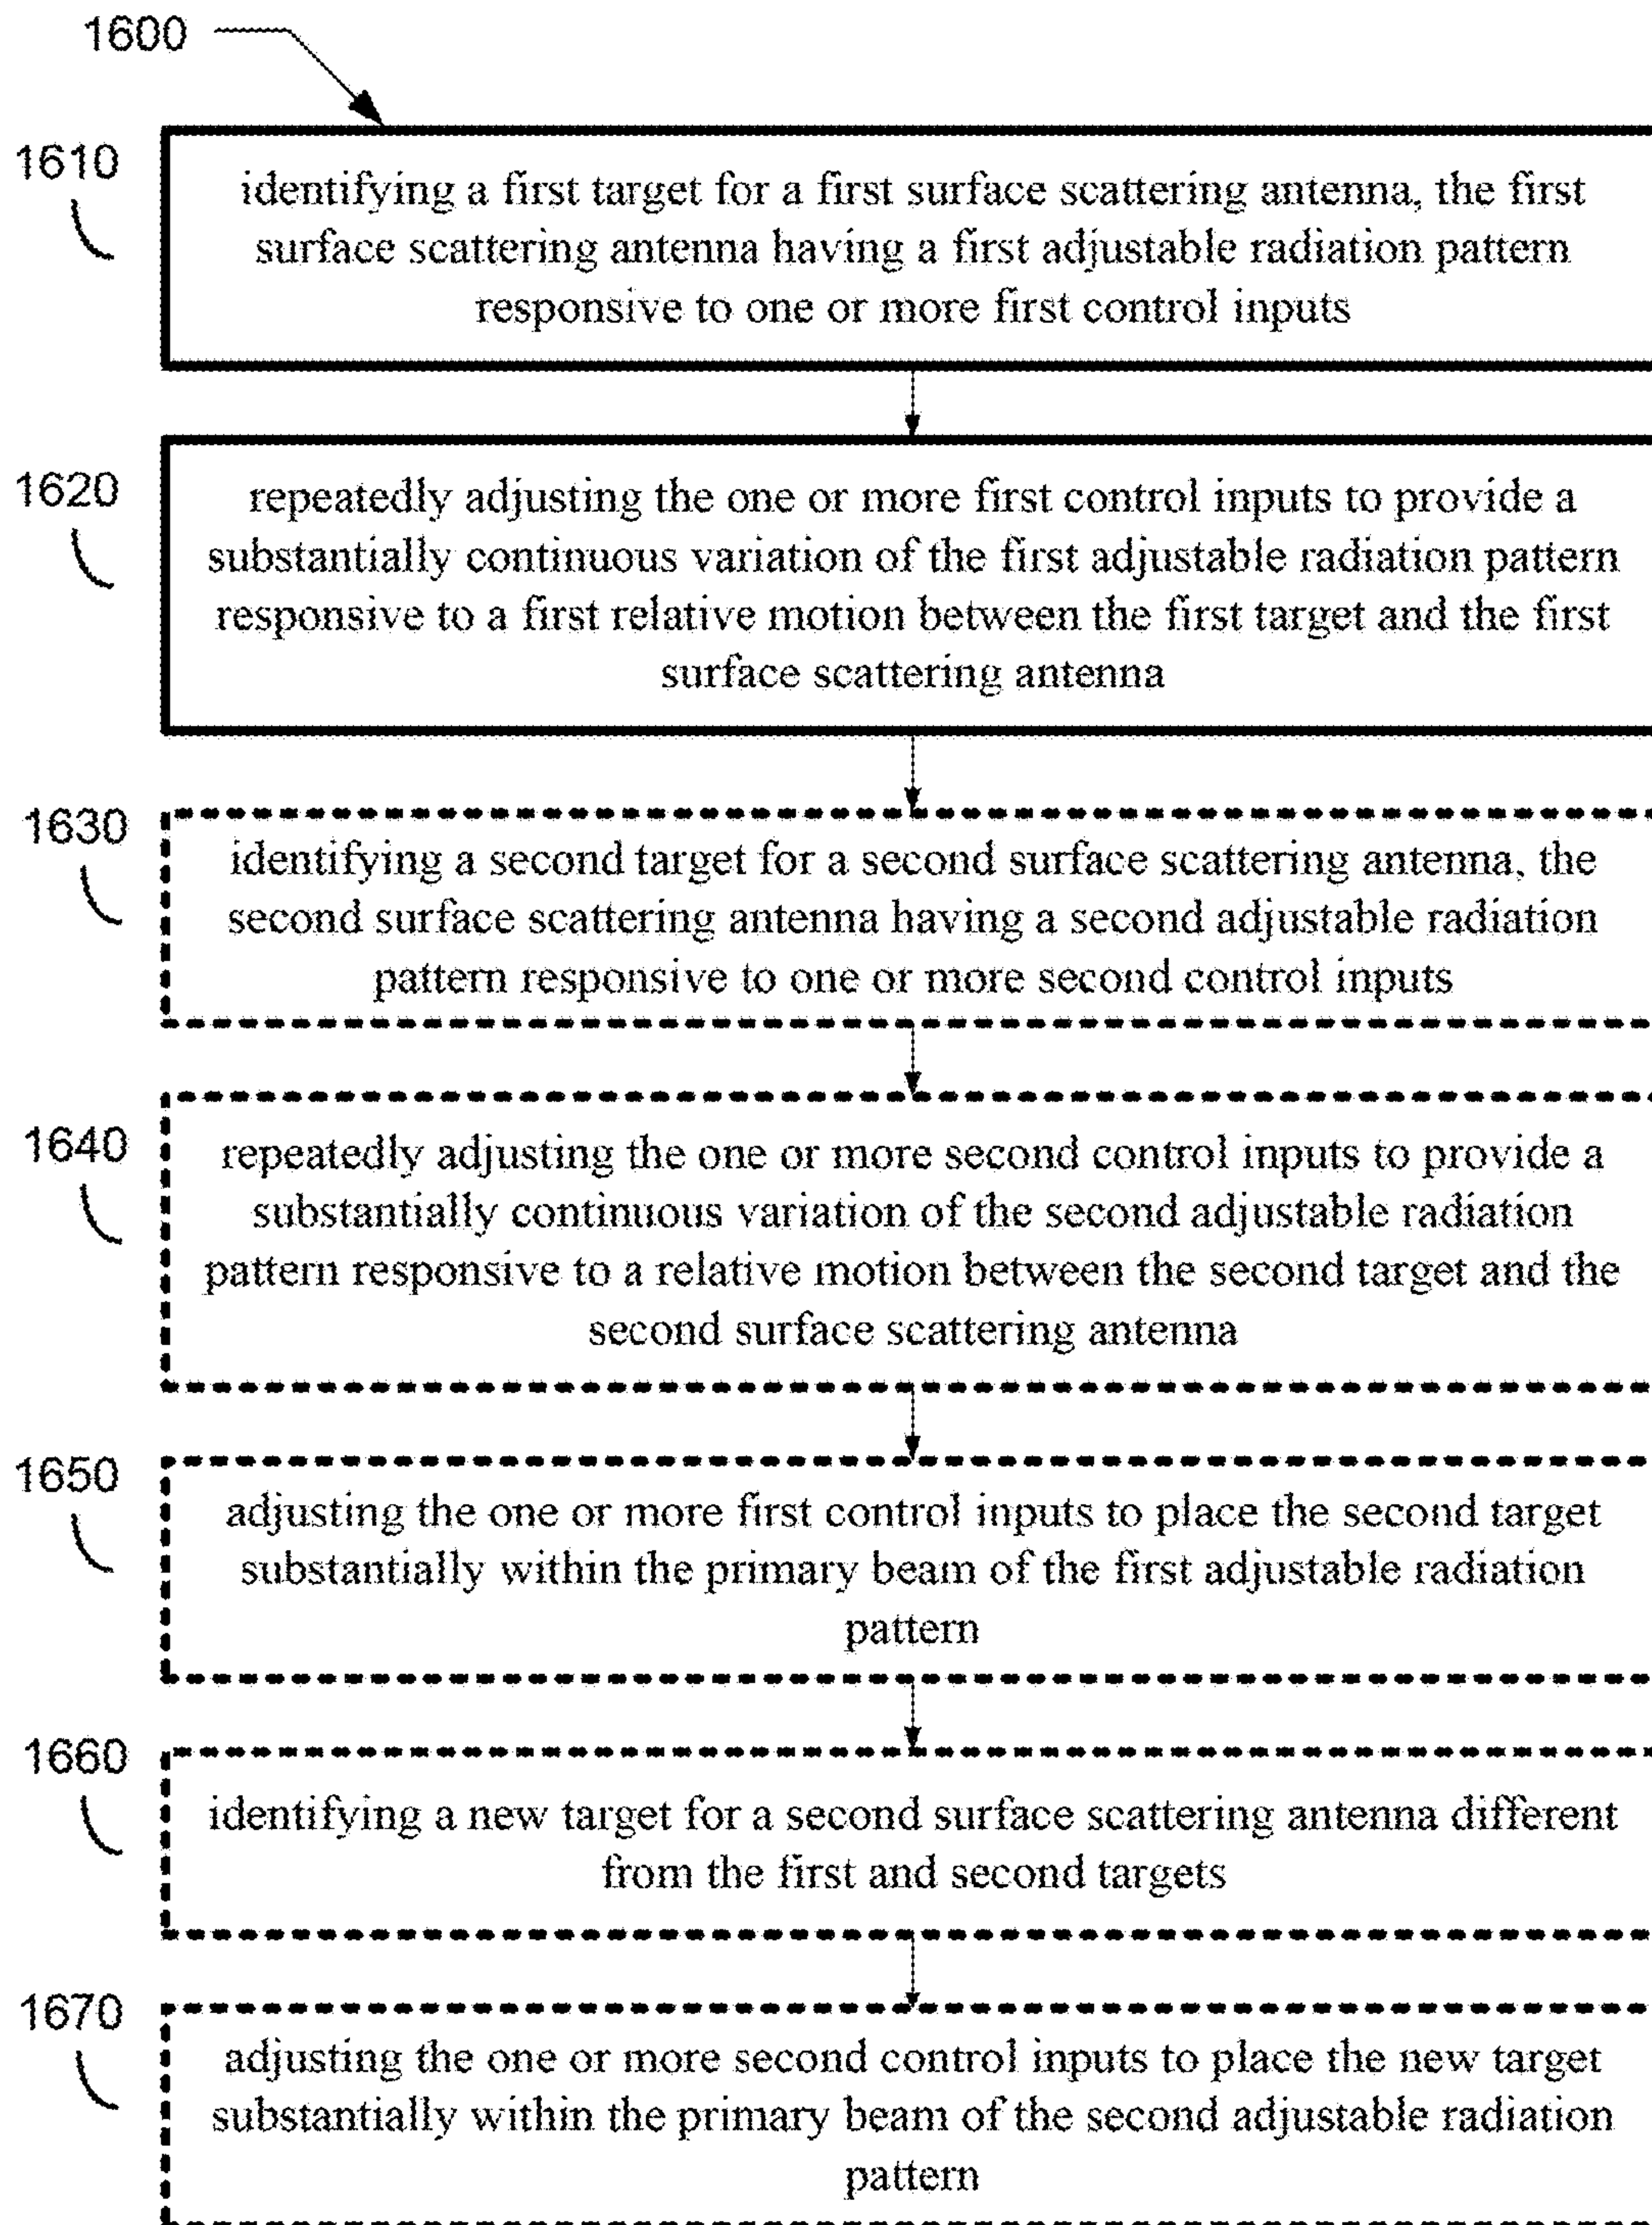 1600
1610
identifying a first target for a first surface scattering antenna, the first
surface scattering antenna having a first adjustable radiation pattern
responsive to one or more first control inputs
1620
repeatedly adjusting the one or more first control inputs to provide a
substantially continuous variation of the first adjustable radiation pattern
responsive to a first relative motion between the first target and the first
surface scattering antenna
1630
identifying a second target for a second surface scattering antenna, the
second surface scattering antenna having a second adjustable radiation
pattern responsive to one or more second control inputs
1640
repeatedly adjusting the one or more second control inputs to provide a
substantially continuous variation of the second adjustable radiation
pattern responsive to a relative motion between the second target and the
second surface scattering antenna
1650
adjusting the one or more first control inputs to place the second target
substantially within the primary beam of the first adjustable radiation
pattern
1660
identifying a new target for a second surface scattering antenna different
from the first and second targets
1670
adjusting the one or more second control inputs to place the new target
substantially within the primary beam of the second adjustable radiation
pattern